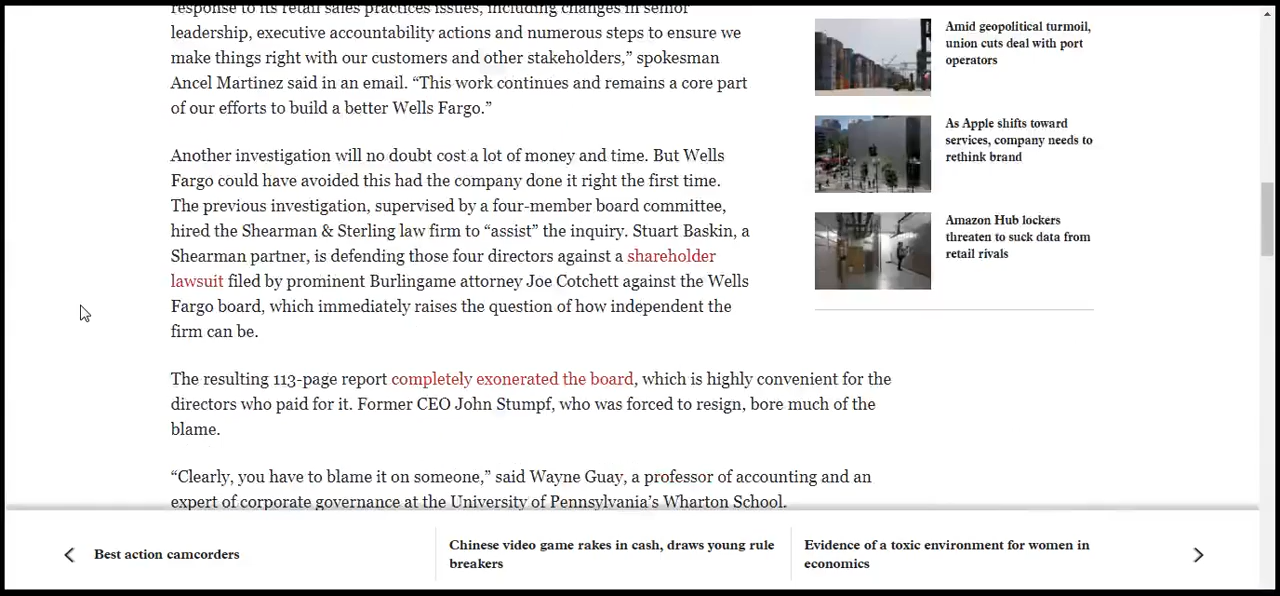 response to its retail sales practices issues, including changes in senior
leadership, executive accountability actions and numerous steps to ensure we
make things right with our customers and other stakeholders,” spokesman
Ancel Martinez said in an email. “This work continues and remains a core part
of our efforts to build a better Wells Fargo.”
Another investigation will no doubt cost a lot of money and time. But Wells
Fargo could have avoided this had the company done it right the first time.
The previous investigation, supervised by a four-member board committee,
hired the Shearman & Sterling law firm to “assist” the inquiry. Stuart Baskin, a
Shearman partner, is defending those four directors against a shareholder
lawsuit filed by prominent Burlingame attorney Joe Cotchett against the Wells
Fargo board, which immediately raises the question of how independent the
firm can be.
The resulting 113-page report completely exonerated the board, which is highly convenient for the
directors who paid for it. Former CEO John Stumpf, who was forced to resign, bore much of the
blame.
“Clearly, you have to blame it on someone,” said Wayne Guay, a professor of accounting and an
expert of corporate governance at the University of Pennsylvania’s Wharton School.
Amid geopolitical turmoil,
union cuts deal with port
operators
As Apple shifts toward
services, company needs to
rethink brand
Amazon Hub lockers
threaten to suck data from
retail rivals
Best action camcorders
Chinese video game rakes in cash, draws young rule
breakers
Evidence of a toxic environment for women in
economics